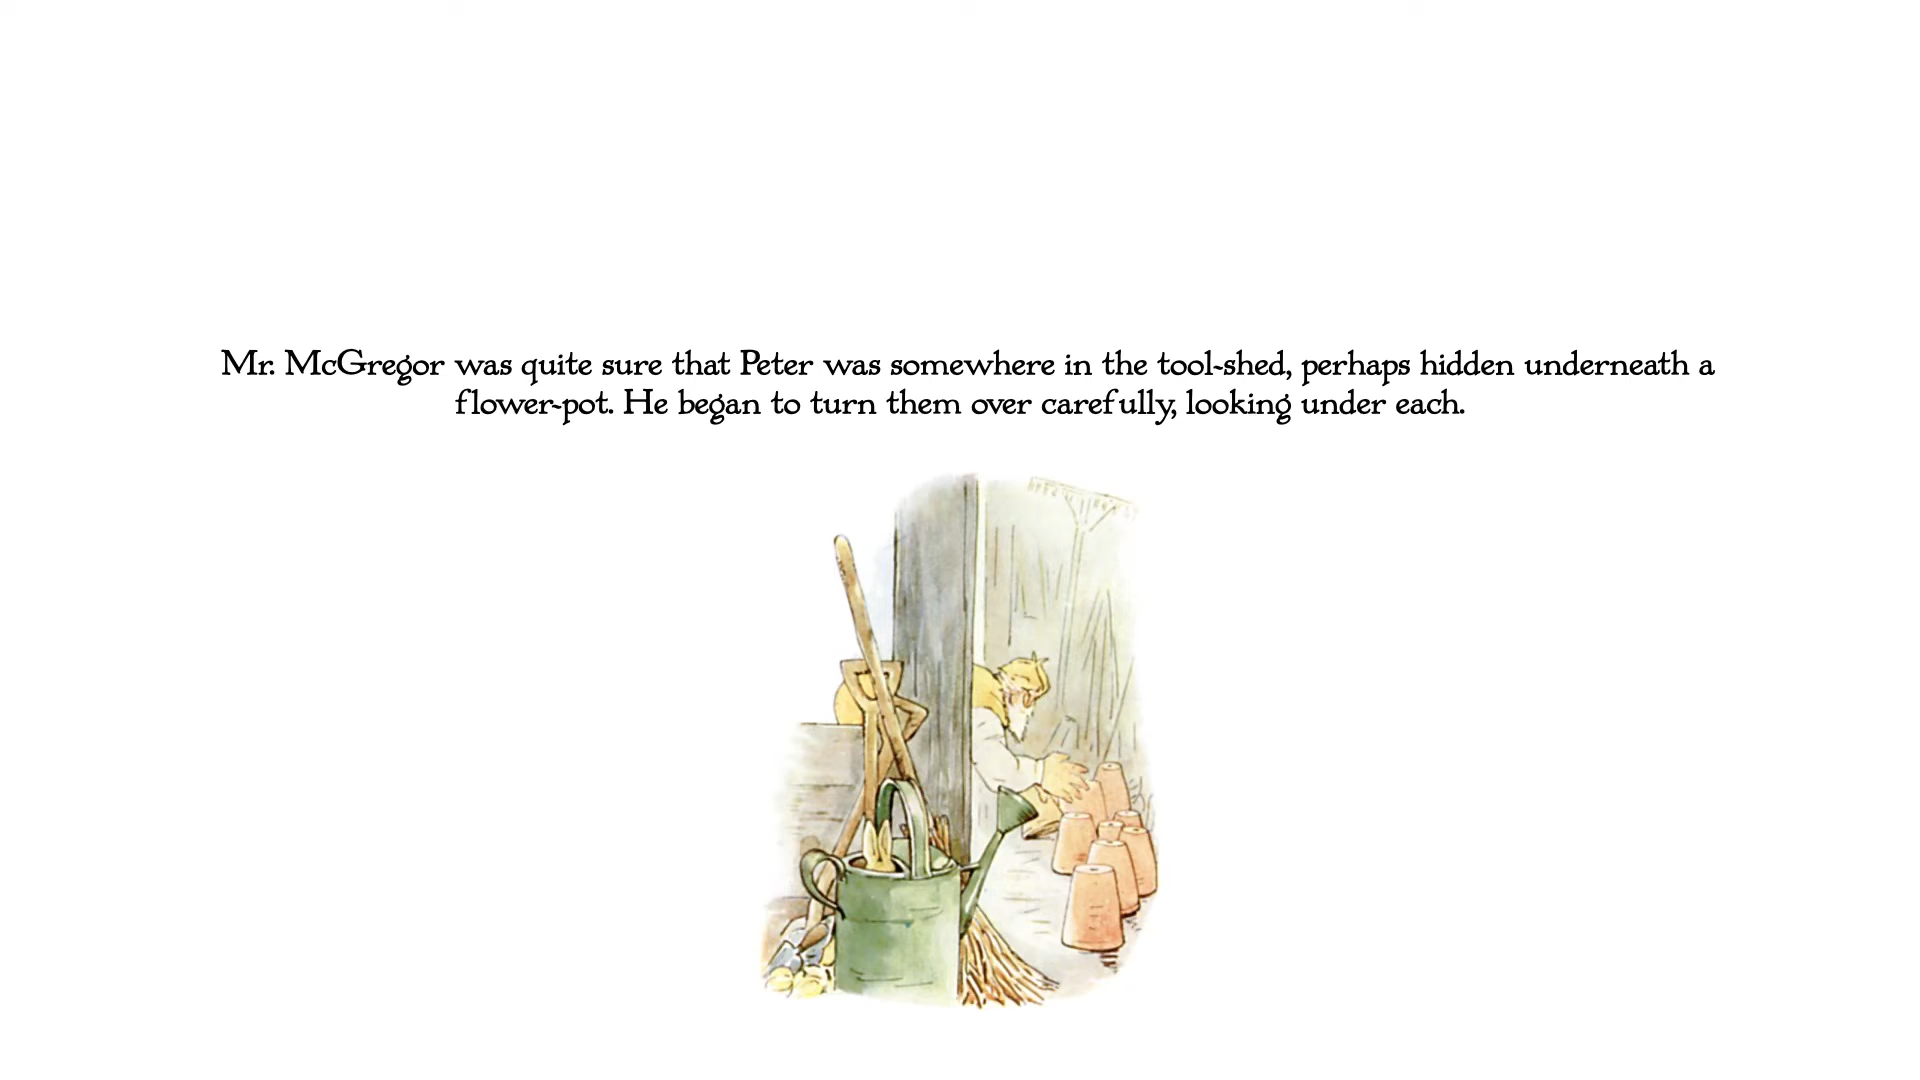 Mr. McGregor was quite sure that Peter was somewhere in the tool-shed, perhaps hidden underneath a
flower-pot. He began to turn them over carefully, looking under each.